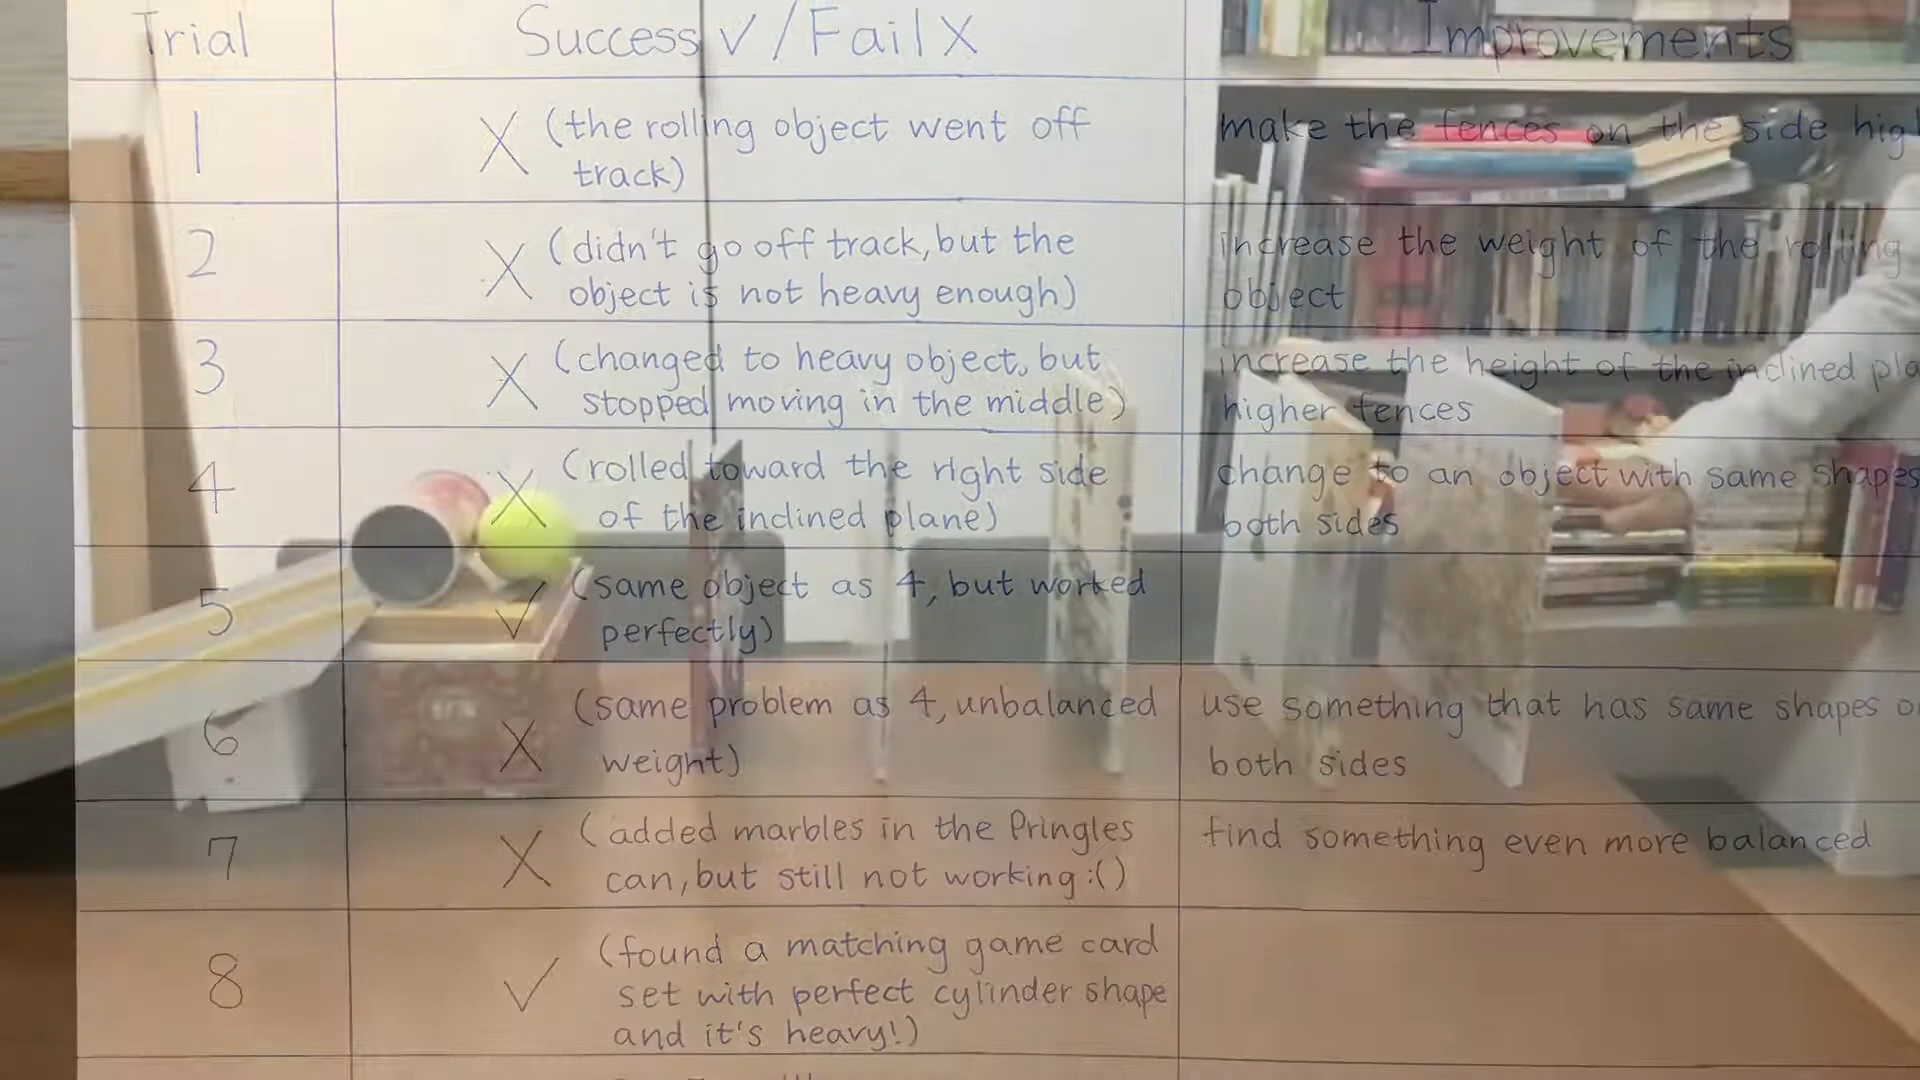 Trial Success ✓ / Fail X Improvements
1 X (the rolling object went off make the fences on the side
track)
2 X (didn't go off track, but the increase the weight of the rolling
object is not heavy enough) object
3 X (changed to heavy object, but increase the height of the inclined
stopped moving in the middle) higher fences
4 X (rolled toward the right side change to an object with same shapes
of the inclined plane) both sides
5 ✓ (same object as 4, but worked
perfectly)
6 X (same problem as 4, unbalanced use something that has same shapes
weight) both sides
7 X (added marbles in the Pringles find something even more balanced
can, but still not working :()
8 ✓ (found a matching game card
set with perfect cylinder shape
and it's heavy!)